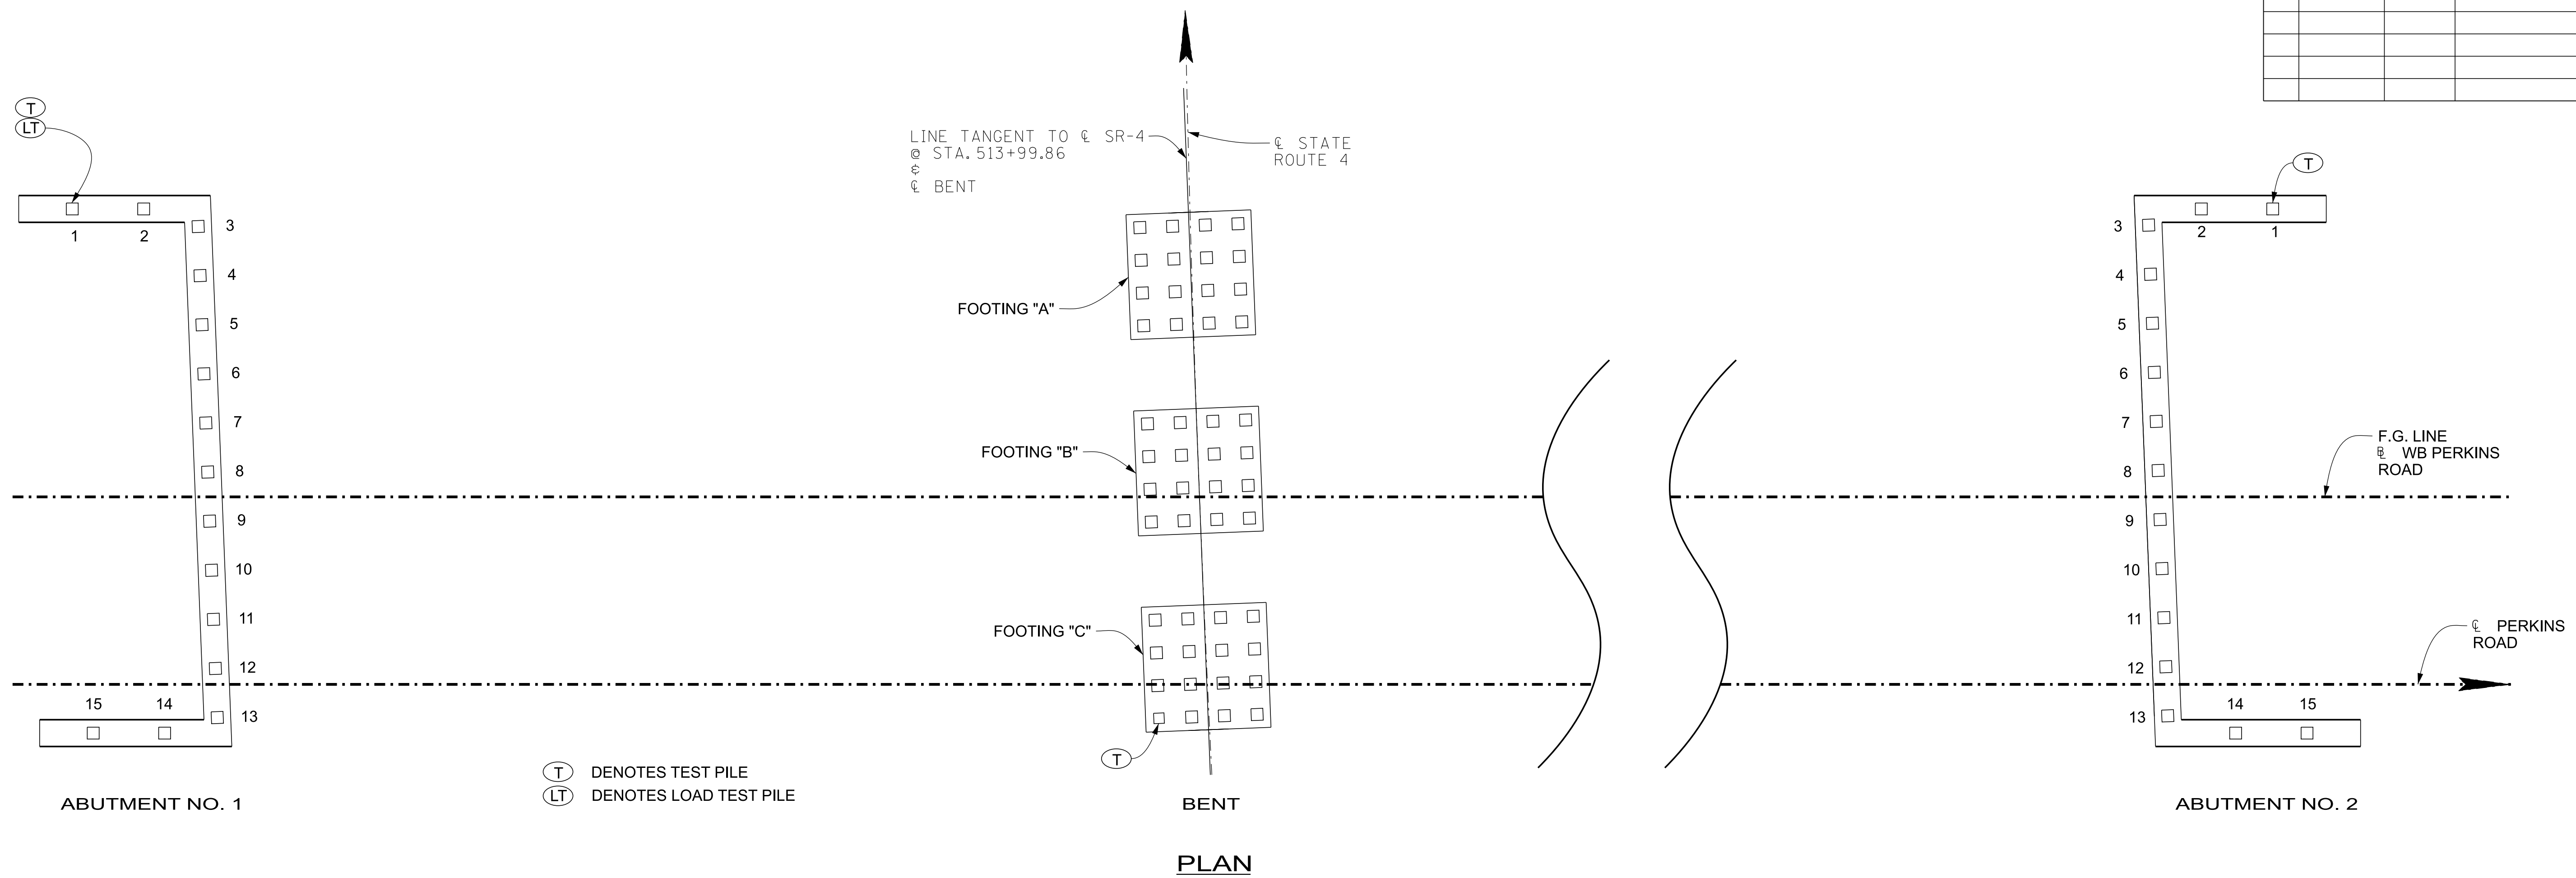 T
LT
1
2
3
4
5
6
7
8
9
10
11
12
13
15
14
ABUTMENT NO. 1
T DENOTES TEST PILE
LT DENOTES LOAD TEST PILE
LINE TANGENT TO ℄ SR-4
@ STA. 513+99.86
&
℄ BENT
℄ STATE
ROUTE 4
FOOTING "A"
FOOTING "B"
FOOTING "C"
T
BENT
PLAN
T
3
2
1
4
5
6
7
8
9
10
11
12
13
14
15
F.G. LINE
B̲L WB PERKINS
ROAD
℄ PERKINS
ROAD
ABUTMENT NO. 2